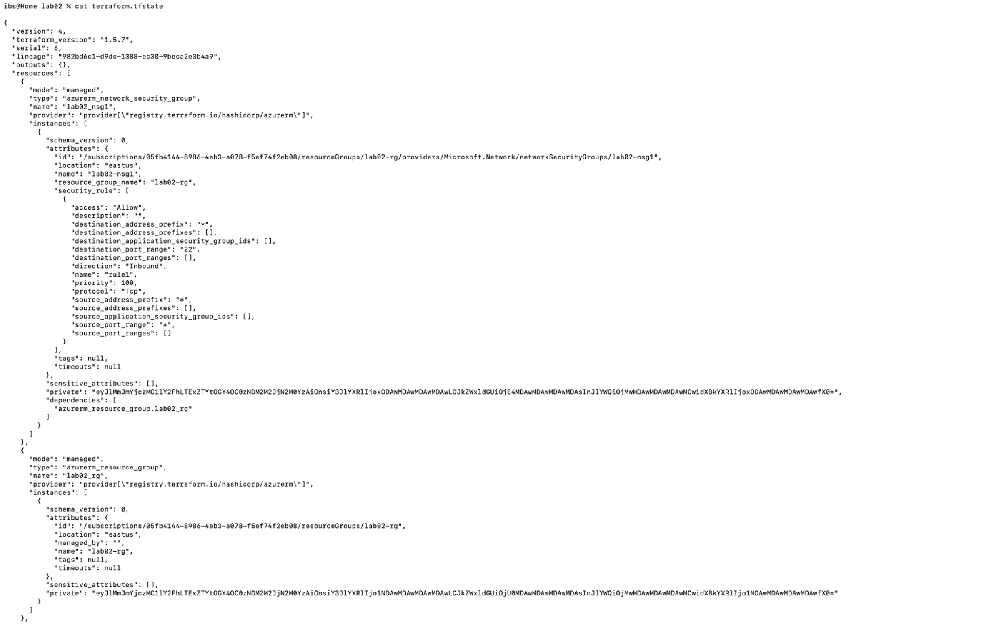 ibs@Home lab02 % cat terraform.tfstate
{
  "version": 4,
  "terraform_version": "1.5.7",
  "serial": 6,
  "lineage": "982bd6c1-d9dc-1388-ec30-9beca2e3b4a9",
  "outputs": {},
  "resources": [
    {
      "mode": "managed",
      "type": "azurerm_network_security_group",
      "name": "lab02_nsg1",
      "provider": "provider[\"registry.terraform.io/hashicorp/azurerm\"]",
      "instances": [
        {
          "schema_version": 0,
          "attributes": {
            "id": "/subscriptions/05fb4144-8986-4eb3-a078-f5ef74f2eb08/resourceGroups/lab02-rg/providers/Microsoft.Network/networkSecurityGroups/lab02-nsg1",
            "location": "eastus",
            "name": "lab02-nsg1",
            "resource_group_name": "lab02-rg",
            "security_rule": [
              {
                "access": "Allow",
                "description": "",
                "destination_address_prefix": "*",
                "destination_address_prefixes": [],
                "destination_application_security_group_ids": [],
                "destination_port_range": "22",
                "destination_port_ranges": [],
                "direction": "Inbound",
                "name": "rule1",
                "priority": 100,
                "protocol": "Tcp",
                "source_address_prefix": "*",
                "source_address_prefixes": [],
                "source_application_security_group_ids": [],
                "source_port_range": "*",
                "source_port_ranges": []
              }
            ],
            "tags": null,
            "timeouts": null
          },
          "sensitive_attributes": [],
          "private": "eyJlMmJmYjczMC1lY2FhLTExZTYtOGY4OC0zNDM2M2JjN2M0YzAiOnsiY3JlYXRlIjoxODAwMDAwMDAwMDAwLCJkZWxldGUiOjE4MDAwMDAwMDAwMDAsInJlYWQiOjMwMDAwMDAwMDAwMCwidXBkYXRlIjoxODAwMDAwMDAwMDAwfX0=",
          "dependencies": [
            "azurerm_resource_group.lab02_rg"
          ]
        }
      ]
    },
    {
      "mode": "managed",
      "type": "azurerm_resource_group",
      "name": "lab02_rg",
      "provider": "provider[\"registry.terraform.io/hashicorp/azurerm\"]",
      "instances": [
        {
          "schema_version": 0,
          "attributes": {
            "id": "/subscriptions/05fb4144-8986-4eb3-a078-f5ef74f2eb08/resourceGroups/lab02-rg",
            "location": "eastus",
            "managed_by": "",
            "name": "lab02-rg",
            "tags": null,
            "timeouts": null
          },
          "sensitive_attributes": [],
          "private": "eyJlMmJmYjczMC1lY2FhLTExZTYtOGY4OC0zNDM2M2JjN2M0YzAiOnsiY3JlYXRlIjo1NDAwMDAwMDAwMDAwLCJkZWxldGUiOjU0MDAwMDAwMDAwMDAsInJlYWQiOjMwMDAwMDAwMDAwMCwidXBkYXRlIjo1NDAwMDAwMDAwMDAwfX0="
        }
      ]
    },